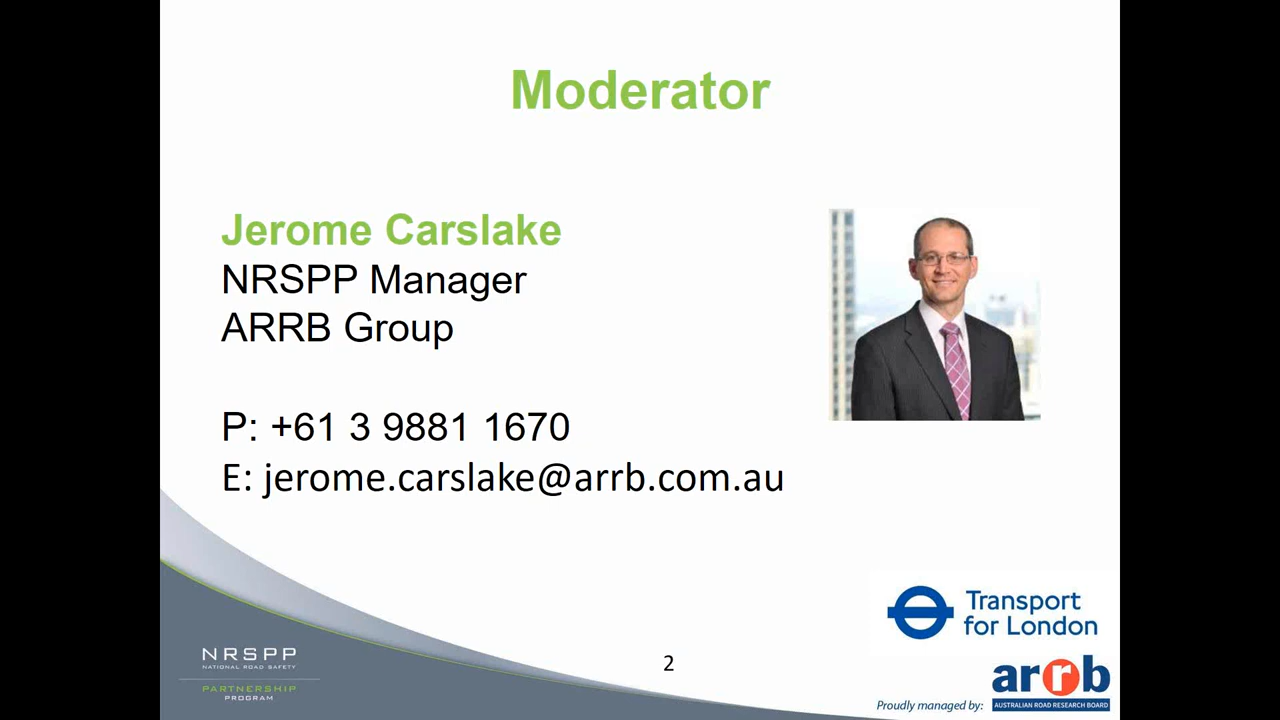 Moderator
Jerome Carslake
NRSPP Manager
ARRB Group
P: +61 3 9881 1670
E: jerome.carslake@arrb.com.au
Transport
for London
NRSPP
NATIONAL ROAD SAFETY
PARTNERSHIP
PROGRAM
2
arrb
Proudly managed by:
AUSTRALIAN ROAD RESEARCH BOARD